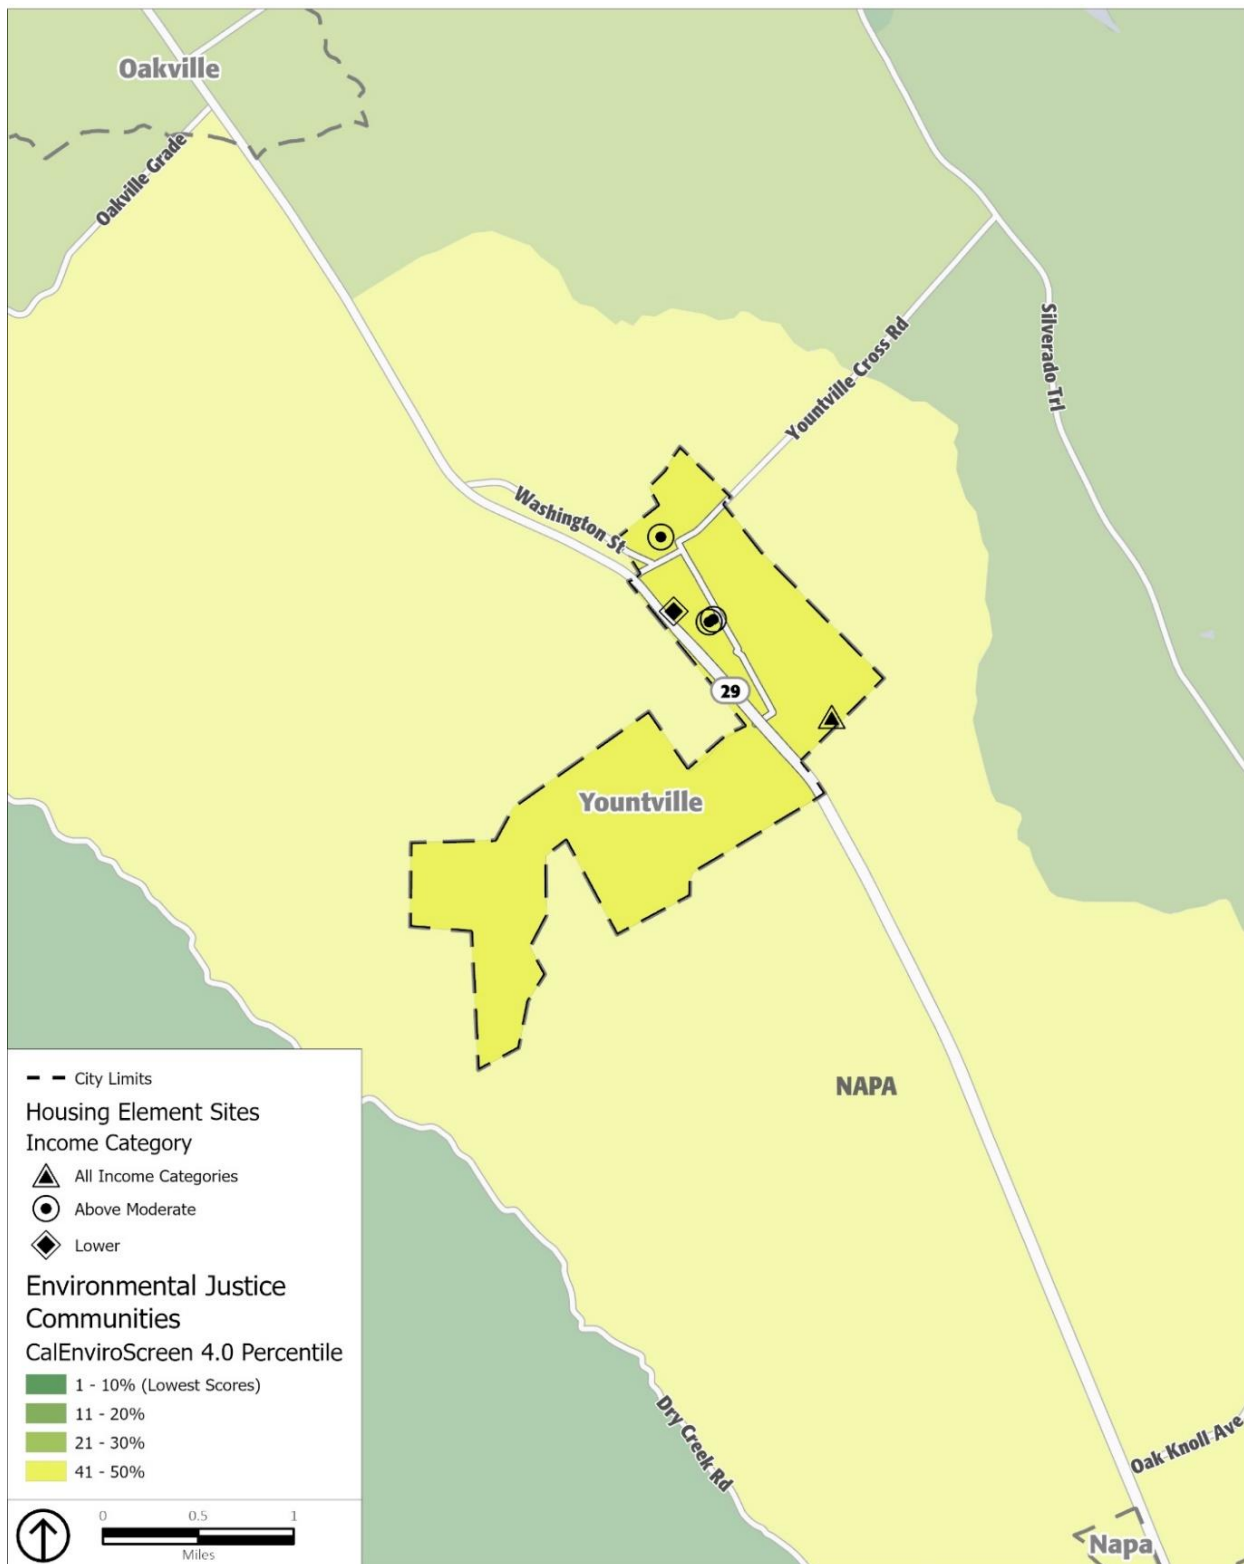 Oakville
Oakville Grade
Silverado Trl
Yountville Cross Rd
Washington St
29
Yountville
NAPA
City Limits
Housing Element Sites
Income Category
All Income Categories
Above Moderate
Lower
Environmental Justice
Communities
CalEnviroScreen 4.0 Percentile
1 - 10% (Lowest Scores)
11 - 20%
21 - 30%
41 - 50%
0 0.5 1
Miles
Dry Creek Rd
Oak Knoll Ave
Napa